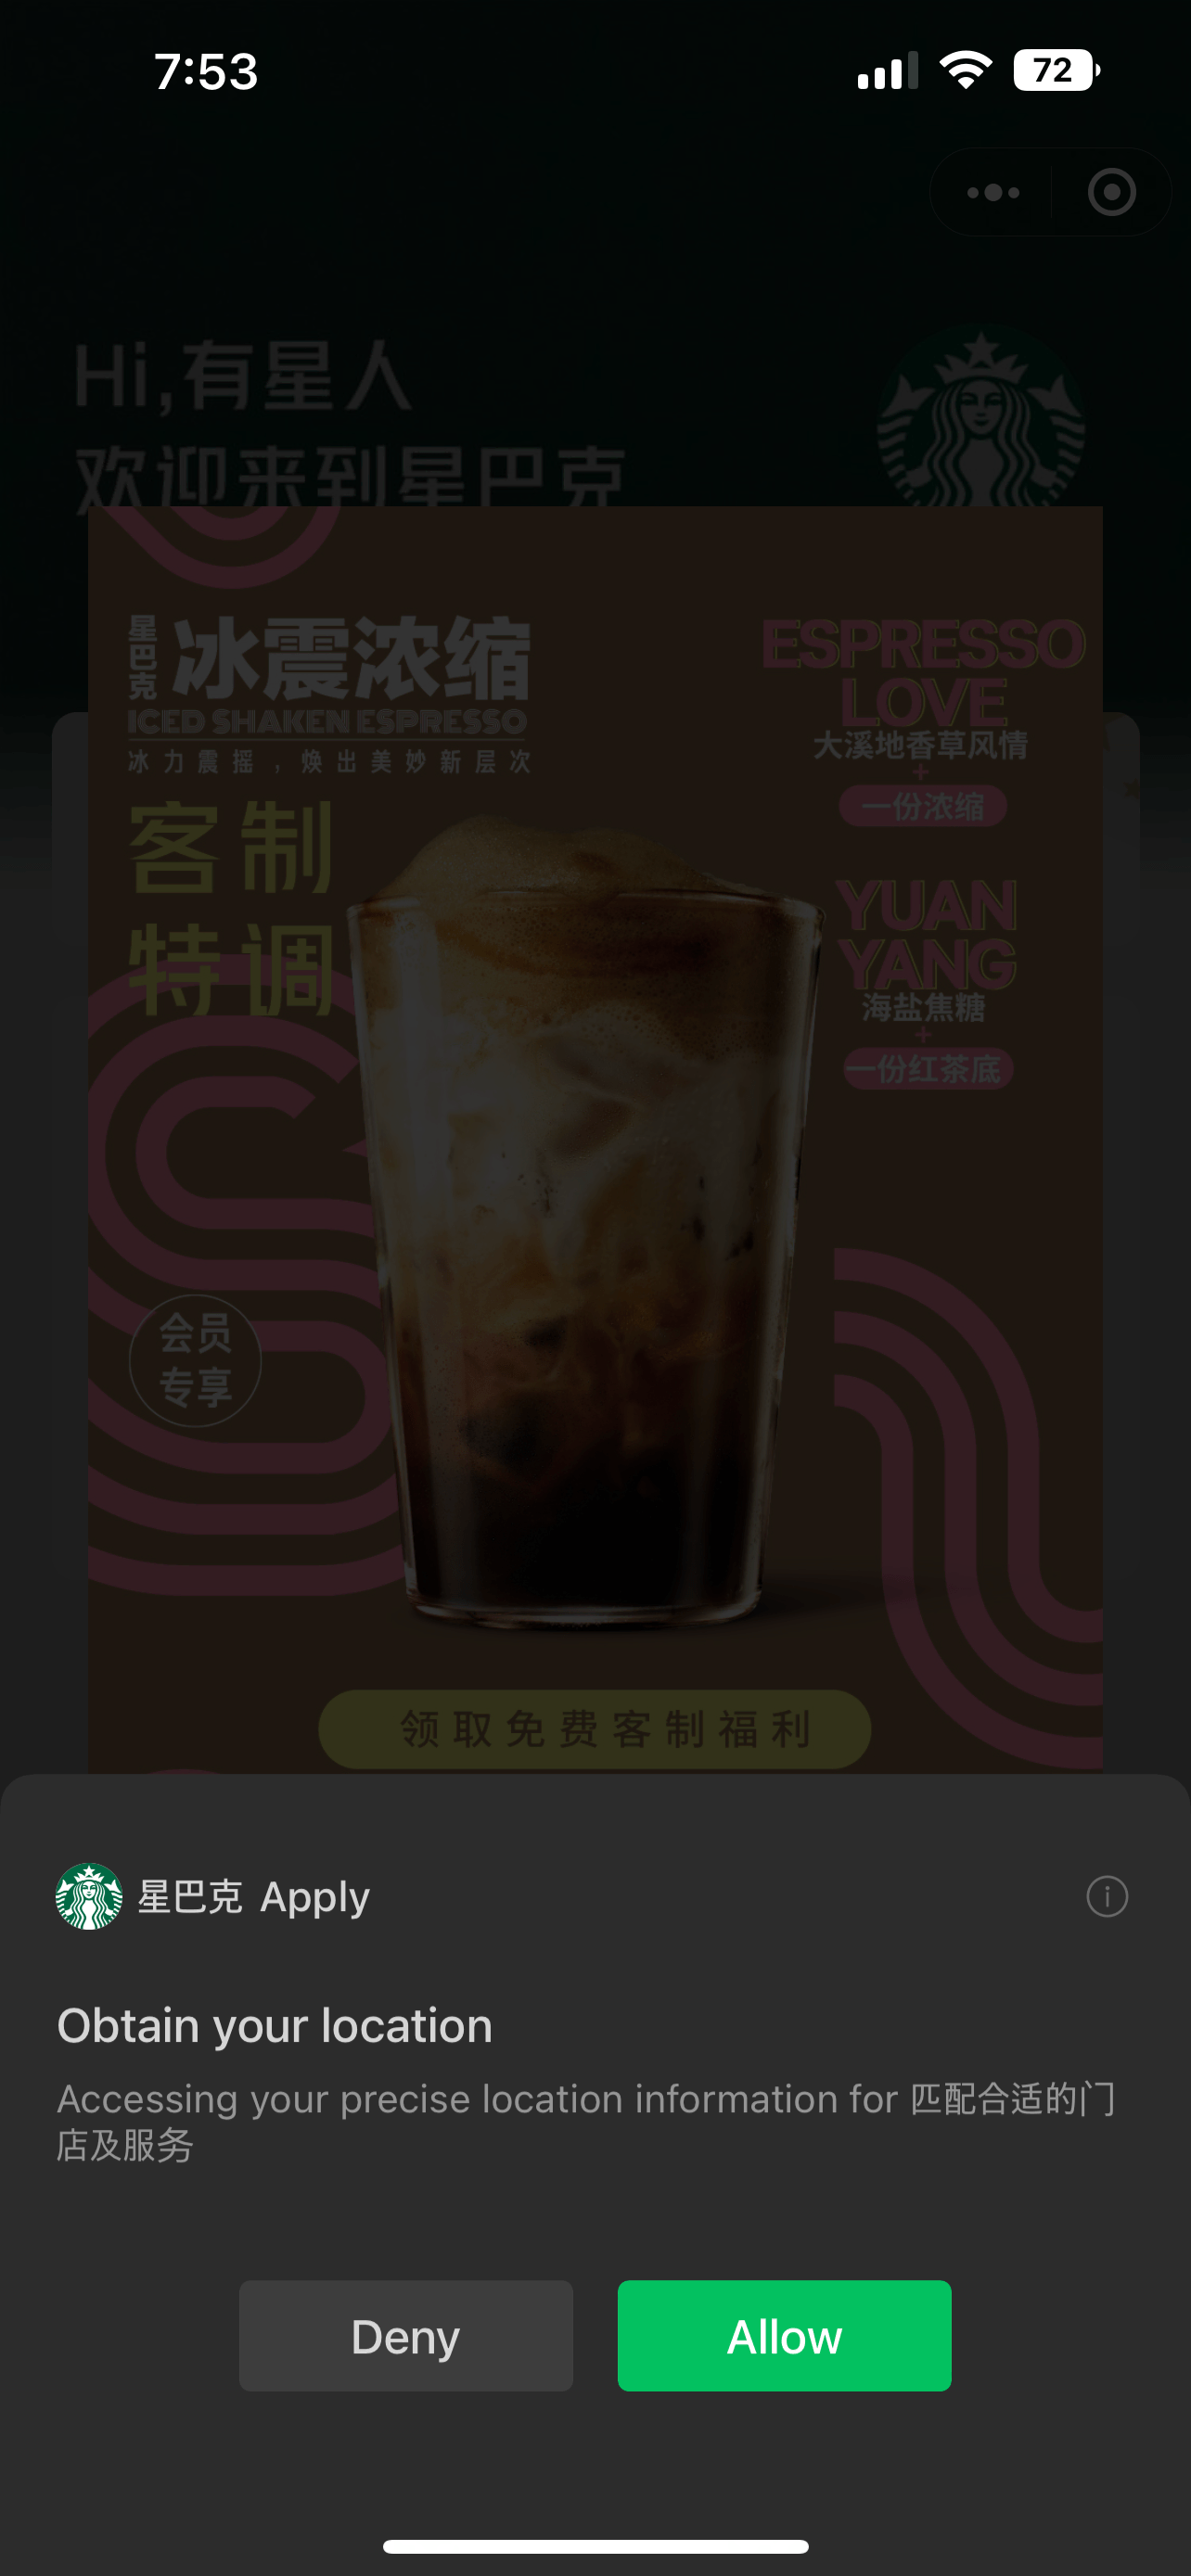 7:53
72
Hi,有星人
欢迎来到星巴克
星巴克
冰震浓缩
ICED SHAKEN ESPRESSO
冰力震摇，焕出美妙新层次
客制
特调
ESPRESSO
LOVE
大溪地香草风情
+
一份浓缩
YUAN
YANG
海盐焦糖
+
一份红茶底
会员
专享
领取免费客制福利
星巴克 Apply
Obtain your location
Accessing your precise location information for 匹配合适的门
店及服务
Deny
Allow